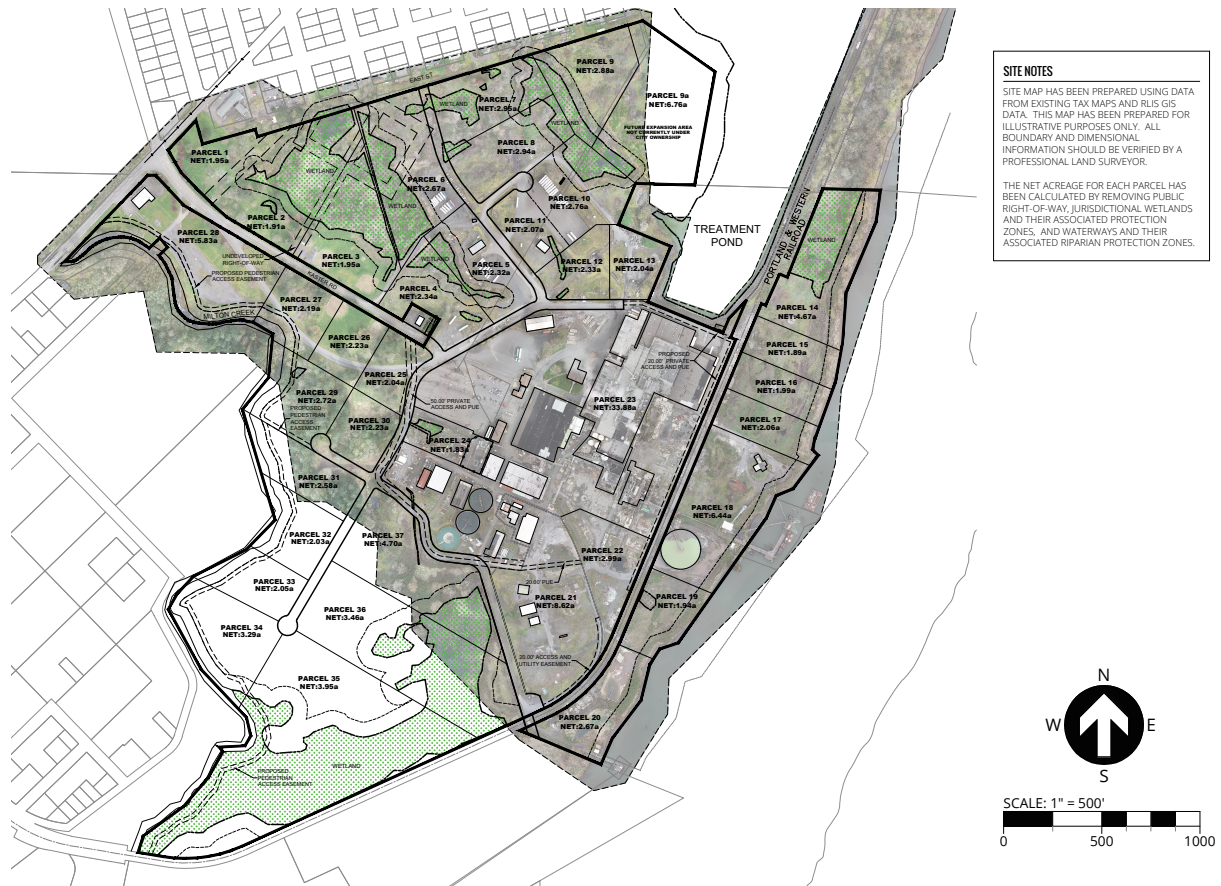 EAST ST
PARCEL 9
NET:2.88a
PARCEL 9a
NET:6.76a
FUTURE EXPANSION AREA
NOT CURRENTLY UNDER
CITY OWNERSHIP
WETLAND
PARCEL 7
NET:2.95a
WETLAND
PARCEL 8
NET:2.94a
PARCEL 1
NET:1.95a
WETLAND
PARCEL 6
NET:2.67a
WETLAND
PARCEL 10
NET:2.76a
PARCEL 2
NET:1.91a
PARCEL 11
NET:2.07a
PARCEL 28
NET:5.83a
UNDEVELOPED
RIGHT-OF-WAY
PARCEL 3
NET:1.95a
WETLAND
PARCEL 5
NET:2.32a
PARCEL 12
NET:2.33a
PARCEL 13
NET:2.04a
TREATMENT
POND
PORTLAND & WESTERN
RAILROAD
WETLAND
PROPOSED PEDESTRIAN
ACCESS EASEMENT
KASTER RD
PARCEL 4
NET:2.34a
PARCEL 27
NET:2.19a
MILTON CREEK
PARCEL 14
NET:4.67a
PARCEL 26
NET:2.23a
PARCEL 15
NET:1.89a
PROPOSED
20.00' PRIVATE
ACCESS AND PUE
PARCEL 25
NET:2.04a
PARCEL 16
NET:1.99a
PARCEL 29
NET:2.72a
PROPOSED
PEDESTRIAN
ACCESS
EASEMENT
50.00' PRIVATE
ACCESS AND PUE
PARCEL 23
NET:33.88a
PARCEL 30
NET:2.23a
PARCEL 17
NET:2.06a
PARCEL 24
NET:1.83a
PARCEL 31
NET:2.58a
PARCEL 18
NET:6.44a
PARCEL 32
NET:2.03a
PARCEL 37
NET:4.70a
PARCEL 22
NET:2.99a
PARCEL 33
NET:2.05a
20.00' PUE
PARCEL 21
NET:8.62a
PARCEL 19
NET:1.94a
PARCEL 36
NET:3.46a
PARCEL 34
NET:3.29a
20.00' ACCESS AND
UTILITY EASEMENT
PARCEL 35
NET:3.95a
PARCEL 20
NET:2.67a
WETLAND
PROPOSED
PEDESTRIAN
ACCESS EASEMENT
SITE NOTES
SITE MAP HAS BEEN PREPARED USING DATA
FROM EXISTING TAX MAPS AND RLIS GIS
DATA. THIS MAP HAS BEEN PREPARED FOR
ILLUSTRATIVE PURPOSES ONLY. ALL
BOUNDARY AND DIMENSIONAL
INFORMATION SHOULD BE VERIFIED BY A
PROFESSIONAL LAND SURVEYOR.
THE NET ACREAGE FOR EACH PARCEL HAS
BEEN CALCULATED BY REMOVING PUBLIC
RIGHT-OF-WAY, JURISDICTIONAL WETLANDS
AND THEIR ASSOCIATED PROTECTION
ZONES, AND WATERWAYS AND THEIR
ASSOCIATED RIPARIAN PROTECTION ZONES.
N
W
E
S
SCALE: 1" = 500'
0
500
1000